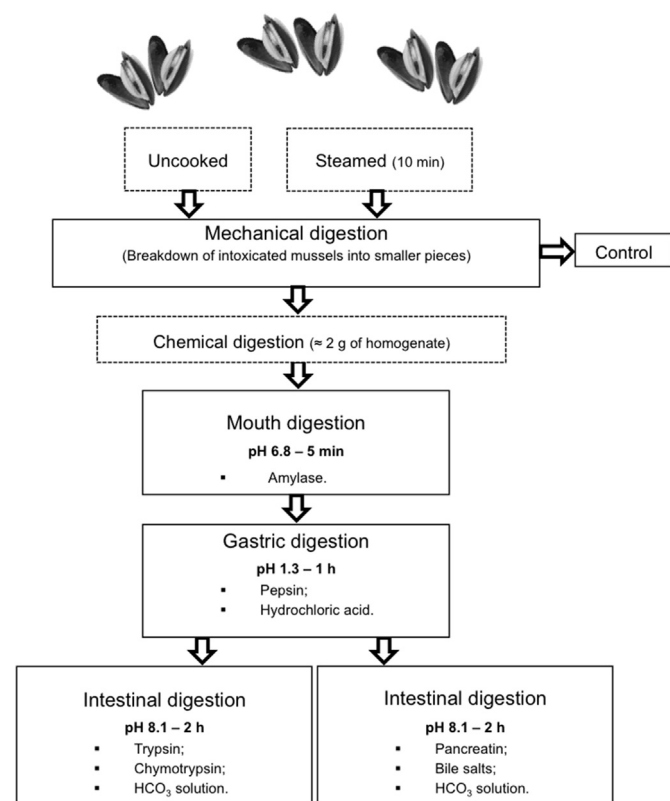 Uncooked
Steamed (10 min)
Mechanical digestion
(Breakdown of intoxicated mussels into smaller pieces)
Control
Chemical digestion (≈ 2 g of homogenate)
Mouth digestion
pH 6.8 – 5 min
▪ Amylase.
Gastric digestion
pH 1.3 – 1 h
▪ Pepsin;
▪ Hydrochloric acid.
Intestinal digestion
pH 8.1 – 2 h
▪ Trypsin;
▪ Chymotrypsin;
▪ HCO₃ solution.
Intestinal digestion
pH 8.1 – 2 h
▪ Pancreatin;
▪ Bile salts;
▪ HCO₃ solution.